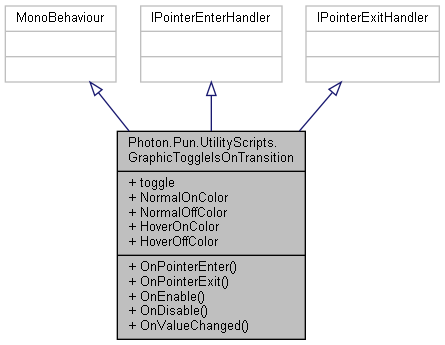 MonoBehaviour
IPointerEnterHandler
IPointerExitHandler
Photon.Pun.UtilityScripts.
GraphicToggleIsOnTransition
+ toggle
+ NormalOnColor
+ NormalOffColor
+ HoverOnColor
+ HoverOffColor
+ OnPointerEnter()
+ OnPointerExit()
+ OnEnable()
+ OnDisable()
+ OnValueChanged()